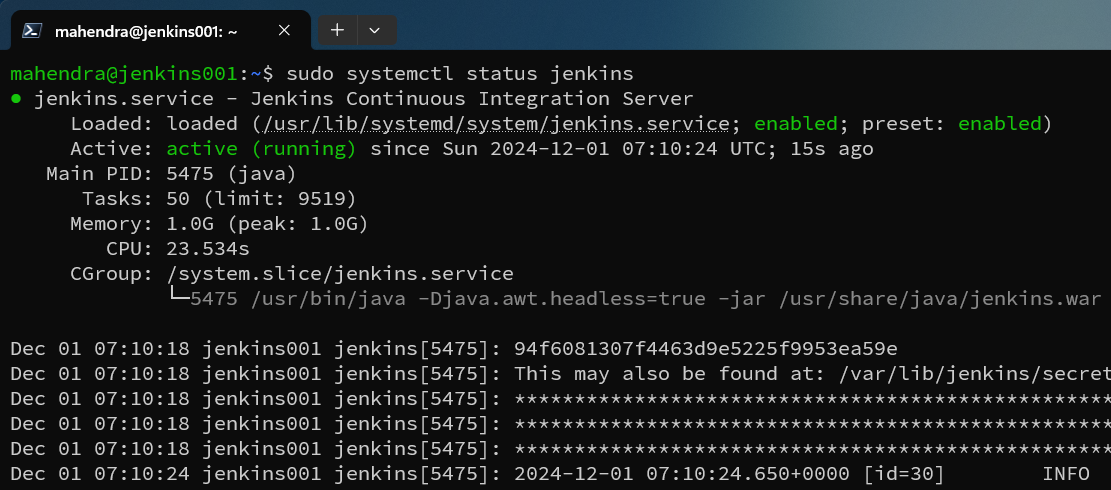 mahendra@jenkins001: ~
mahendra@jenkins001:~$ sudo systemctl status jenkins
● jenkins.service – Jenkins Continuous Integration Server
Loaded: loaded (/usr/lib/systemd/system/jenkins.service; enabled; preset: enabled)
Active: active (running) since Sun 2024-12-01 07:10:24 UTC; 15s ago
Main PID: 5475 (java)
Tasks: 50 (limit: 9519)
Memory: 1.0G (peak: 1.0G)
CPU: 23.534s
CGroup: /system.slice/jenkins.service
└─5475 /usr/bin/java -Djava.awt.headless=true -jar /usr/share/java/jenkins.war
Dec 01 07:10:18 jenkins001 jenkins[5475]: 94f6081307f4463d9e5225f9953ea59e
Dec 01 07:10:18 jenkins001 jenkins[5475]: This may also be found at: /var/lib/jenkins/secret
Dec 01 07:10:18 jenkins001 jenkins[5475]: **************************************************
Dec 01 07:10:18 jenkins001 jenkins[5475]: **************************************************
Dec 01 07:10:18 jenkins001 jenkins[5475]: **************************************************
Dec 01 07:10:24 jenkins001 jenkins[5475]: 2024-12-01 07:10:24.650+0000 [id=30] INFO